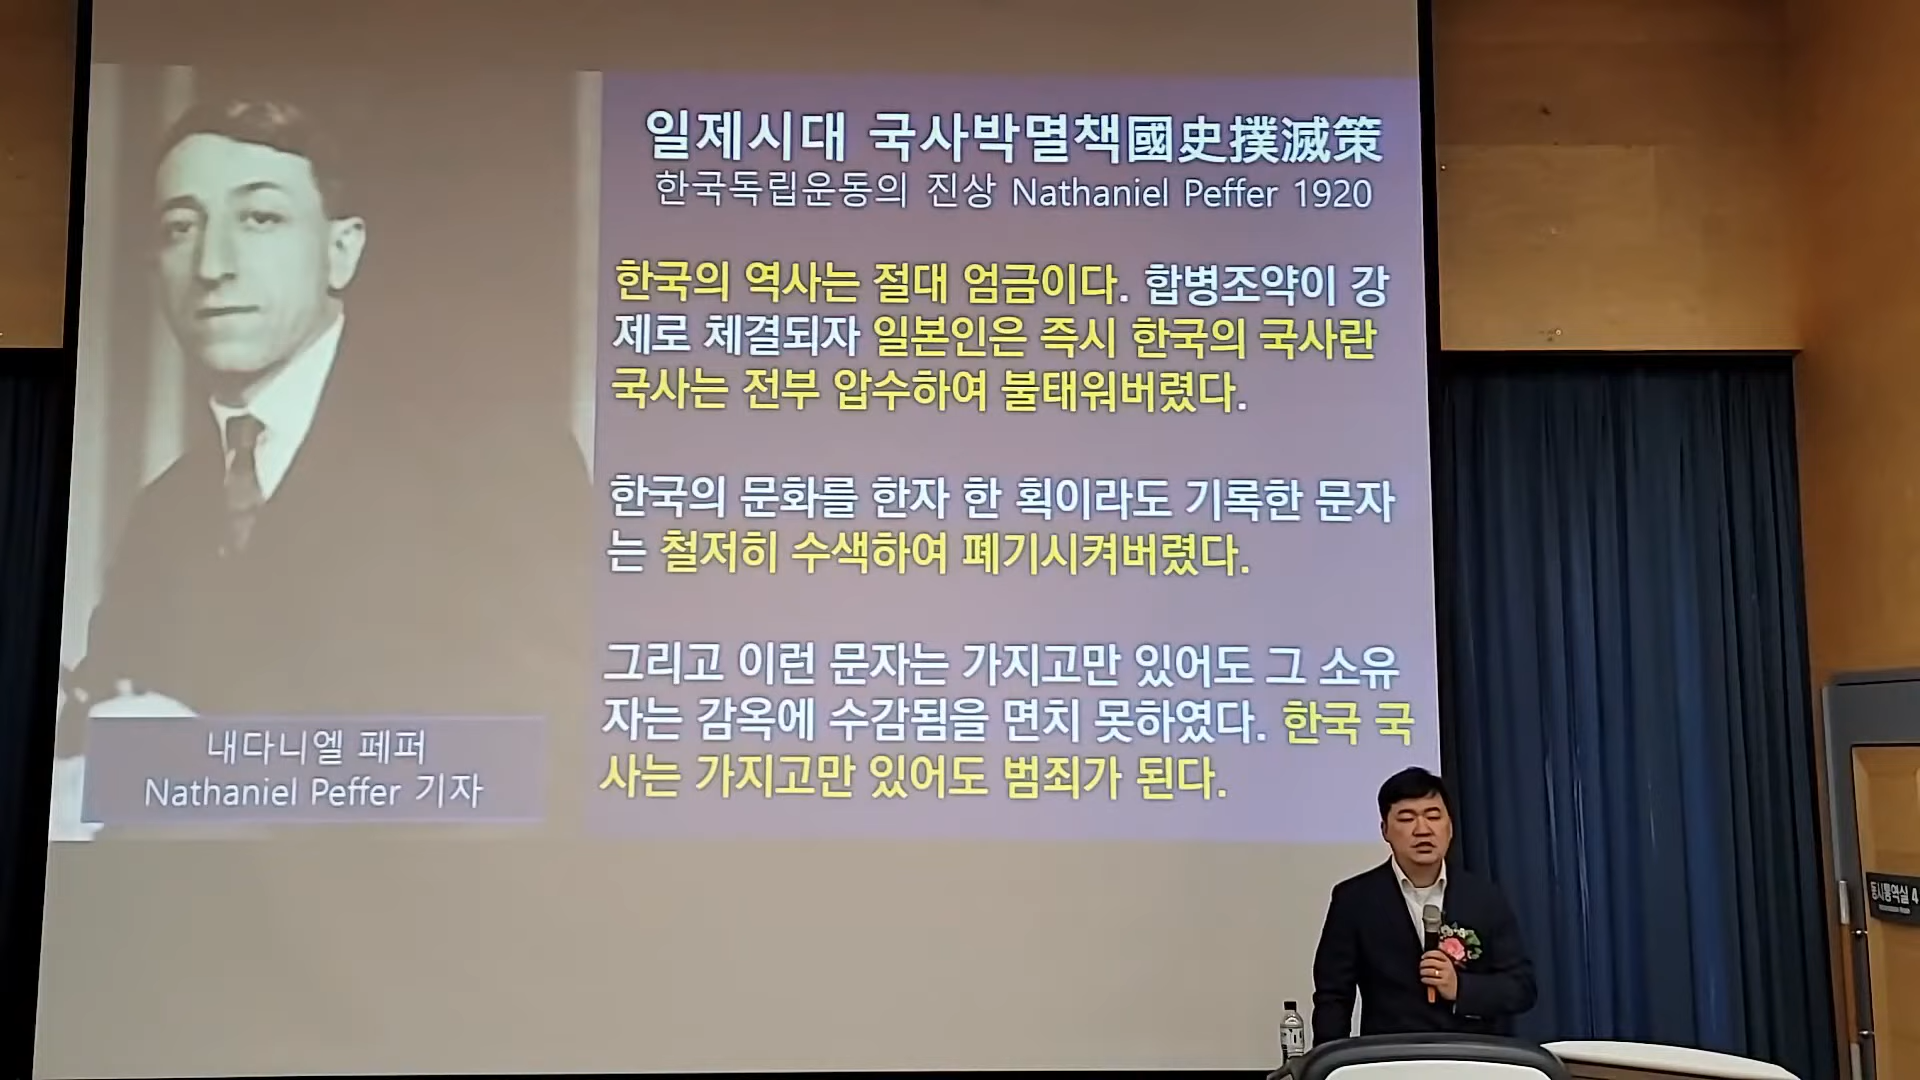 일제시대 국사박멸책國史撲滅策
한국독립운동의 진상 Nathaniel Peffer 1920
한국의 역사는 절대 엄금이다. 합병조약이 강
제로 체결되자 일본인은 즉시 한국의 국사란
국사는 전부 압수하여 불태워버렸다.
한국의 문화를 한자 한 획이라도 기록한 문자
는 철저히 수색하여 폐기시켜버렸다.
그리고 이런 문자는 가지고만 있어도 그 소유
자는 감옥에 수감됨을 면치 못하였다. 한국 국
사는 가지고만 있어도 범죄가 된다.
내다니엘 페퍼
Nathaniel Peffer 기자
동시통역실 4